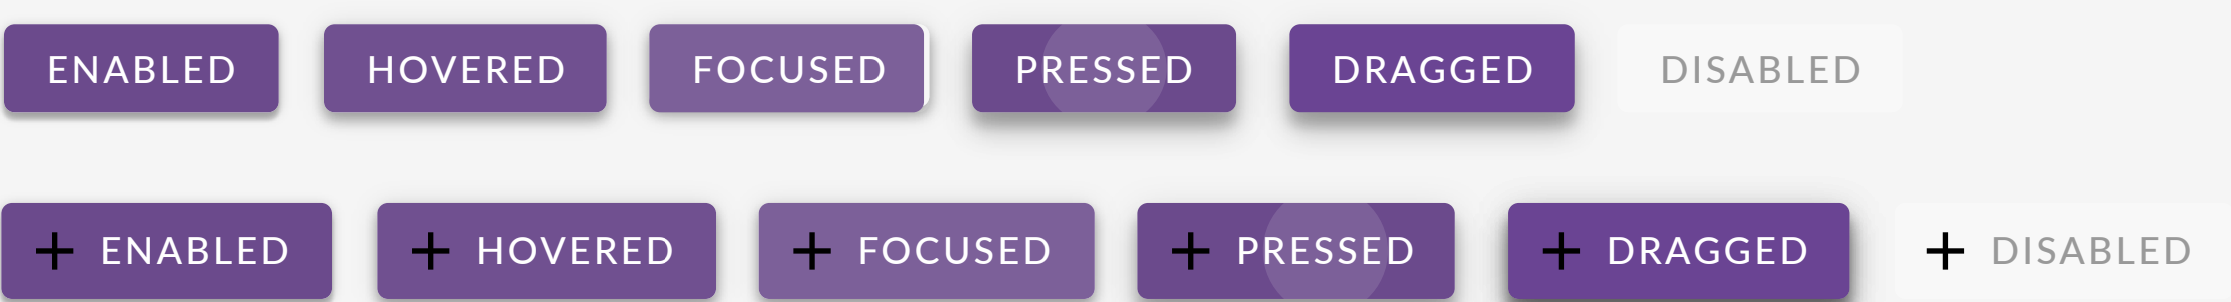 ENABLED HOVERED FOCUSED PRESSED DRAGGED DISABLED
+ ENABLED + HOVERED + FOCUSED + PRESSED + DRAGGED + DISABLED